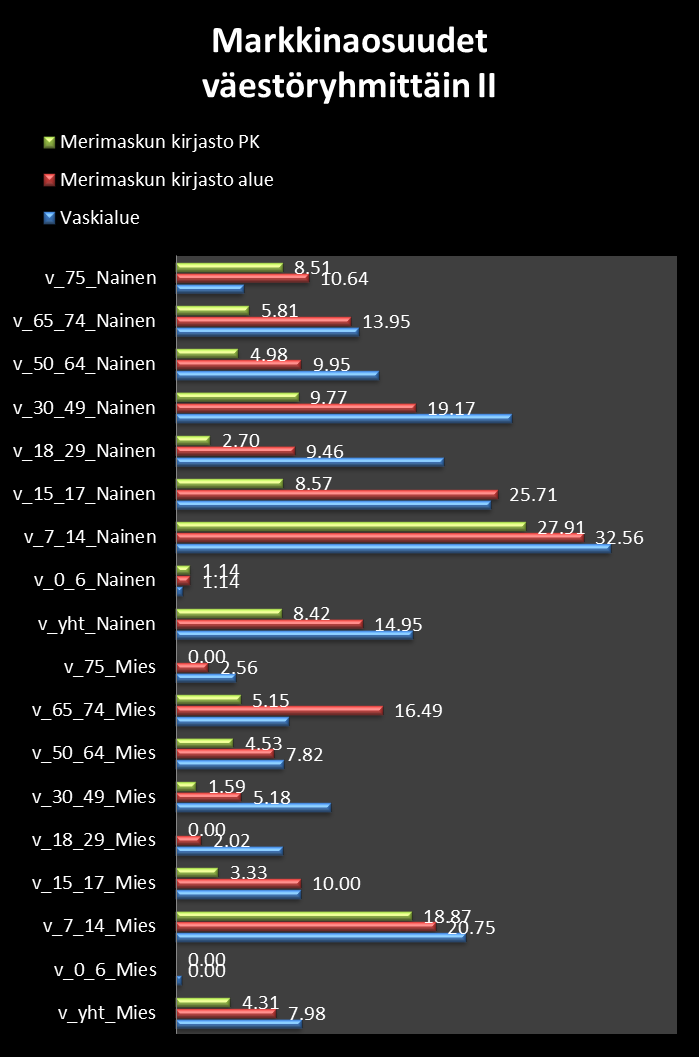 Markkinaosuudet
väestöryhmittäin II
Merimaskun kirjasto PK
Merimaskun kirjasto alue
Vaskialue
v_75_Nainen 8.51 10.64
v_65_74_Nainen 5.81 13.95
v_50_64_Nainen 4.98 9.95
v_30_49_Nainen 9.77 19.17
v_18_29_Nainen 2.70 9.46
v_15_17_Nainen 8.57 25.71
v_7_14_Nainen 27.91 32.56
v_0_6_Nainen 1.14 1.14
v_yht_Nainen 8.42 14.95
v_75_Mies 0.00 2.56
v_65_74_Mies 5.15 16.49
v_50_64_Mies 4.53 7.82
v_30_49_Mies 1.59 5.18
v_18_29_Mies 0.00 2.02
v_15_17_Mies 3.33 10.00
v_7_14_Mies 18.87 20.75
v_0_6_Mies 0.00 0.00
v_yht_Mies 4.31 7.98